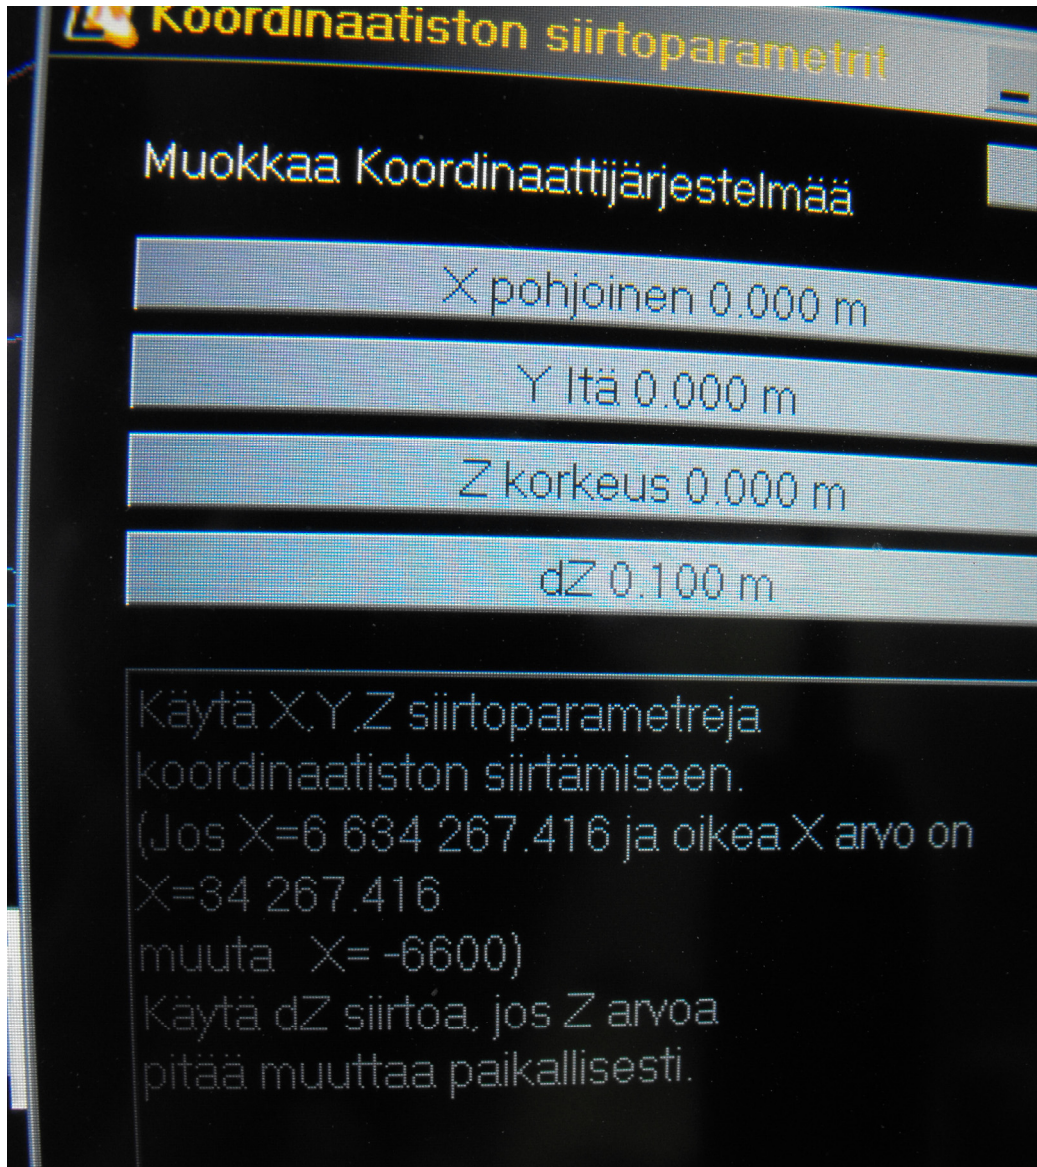 Koordinaatiston siirtoparametrit
Muokkaa Koordinaattijärjestelmää
X pohjoinen 0.000 m
Y Itä 0.000 m
Z korkeus 0.000 m
dZ 0.100 m
Käytä X,Y,Z siirtoparametreja
koordinaatiston siirtämiseen.
(Jos X=6 634 267.416 ja oikea X arvo on
X=34 267.416
muuta X= -6600)
Käytä dZ siirtoa, jos Z arvoa
pitää muuttaa paikallisesti.